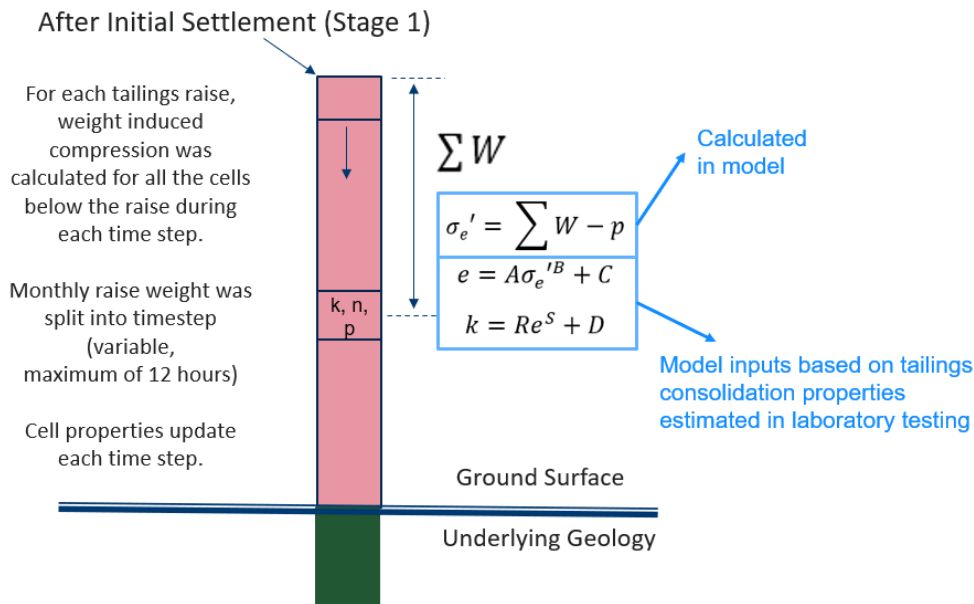 After Initial Settlement (Stage 1)
For each tailings raise,
weight induced
compression was
calculated for all the cells
below the raise during
each time step.
Monthly raise weight was
split into timestep
(variable,
maximum of 12 hours)
Cell properties update
each time step.
k, n,
p
∑W
σₑ′ = ∑W − p
e = Aσₑ′ᴮ + C
k = Reˢ + D
Calculated
in model
Model inputs based on tailings
consolidation properties
estimated in laboratory testing
Ground Surface
Underlying Geology